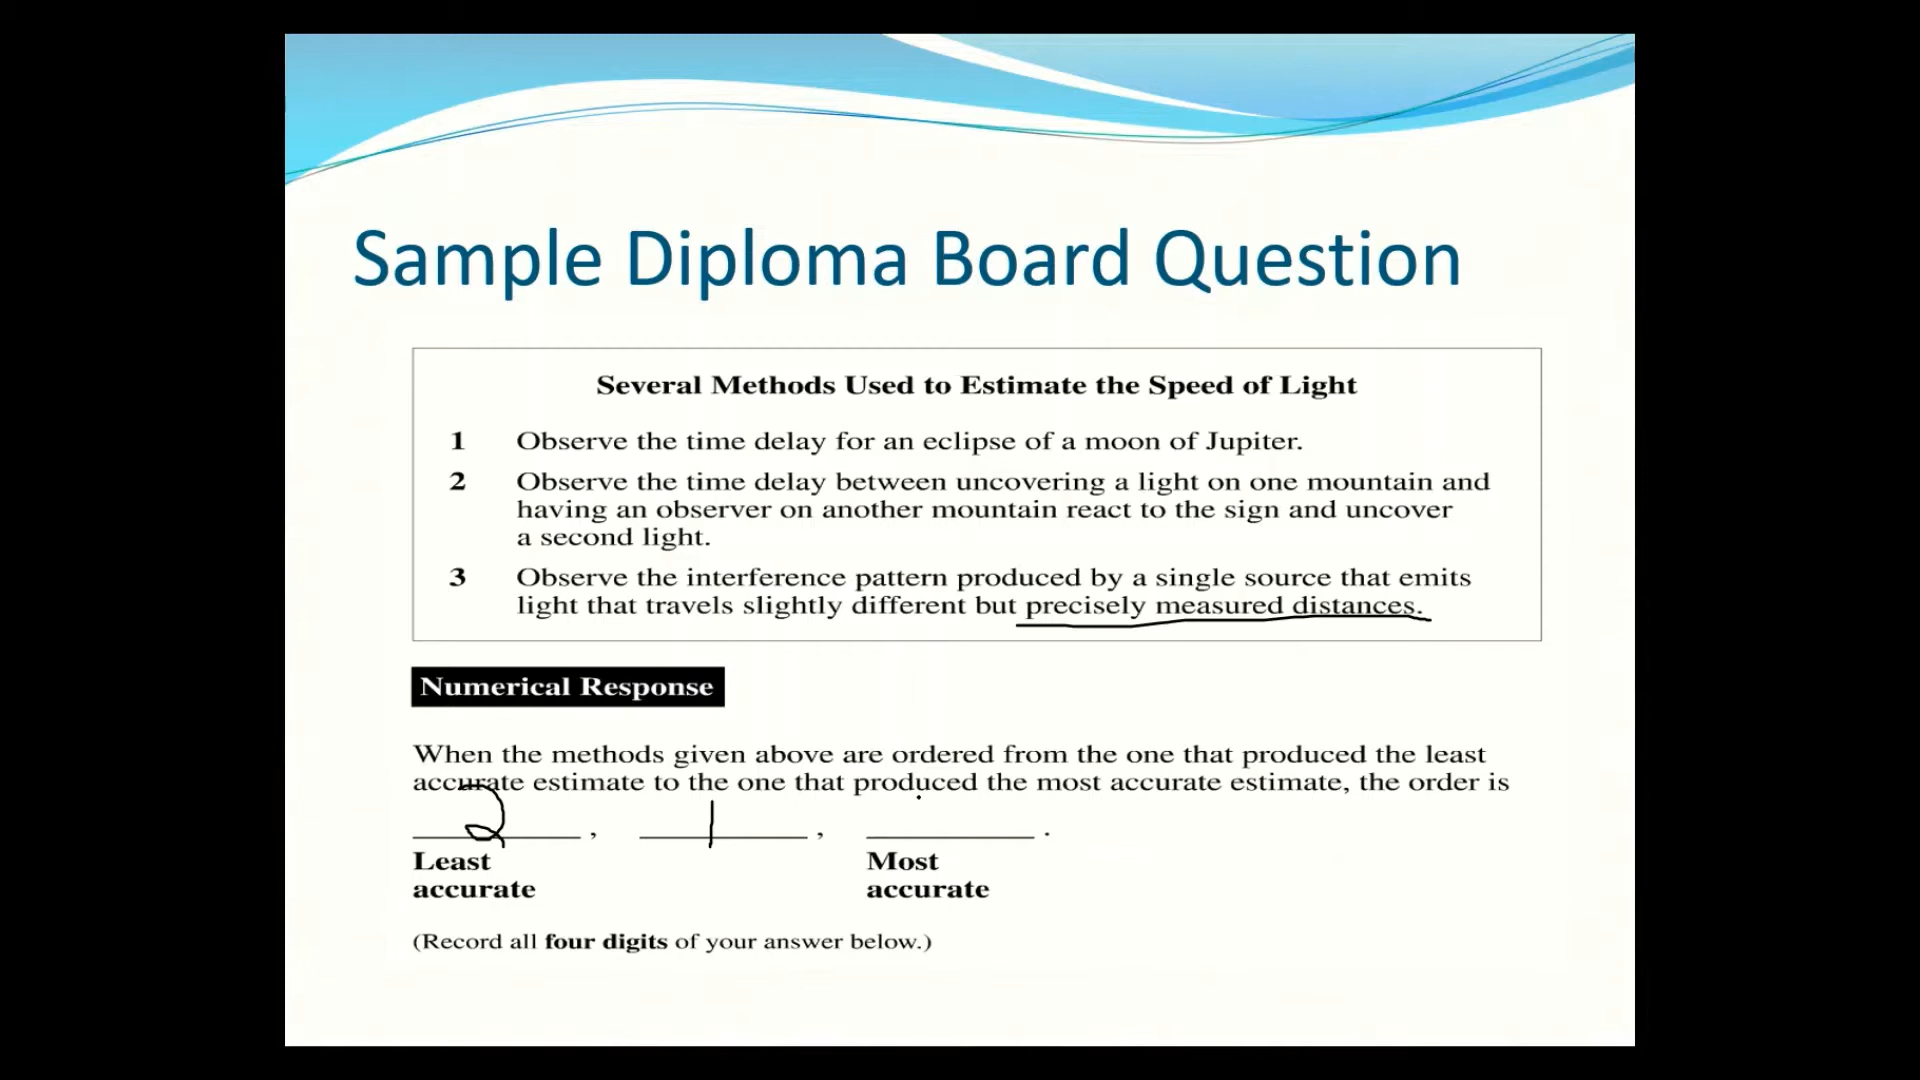 Sample Diploma Board Question
Several Methods Used to Estimate the Speed of Light
1 Observe the time delay for an eclipse of a moon of Jupiter.
2 Observe the time delay between uncovering a light on one mountain and
having an observer on another mountain react to the sign and uncover
a second light.
3 Observe the interference pattern produced by a single source that emits
light that travels slightly different but precisely measured distances.
Numerical Response
When the methods given above are ordered from the one that produced the least
accurate estimate to the one that produced the most accurate estimate, the order is
2 , 1 , .
Least Most
accurate accurate
(Record all four digits of your answer below.)